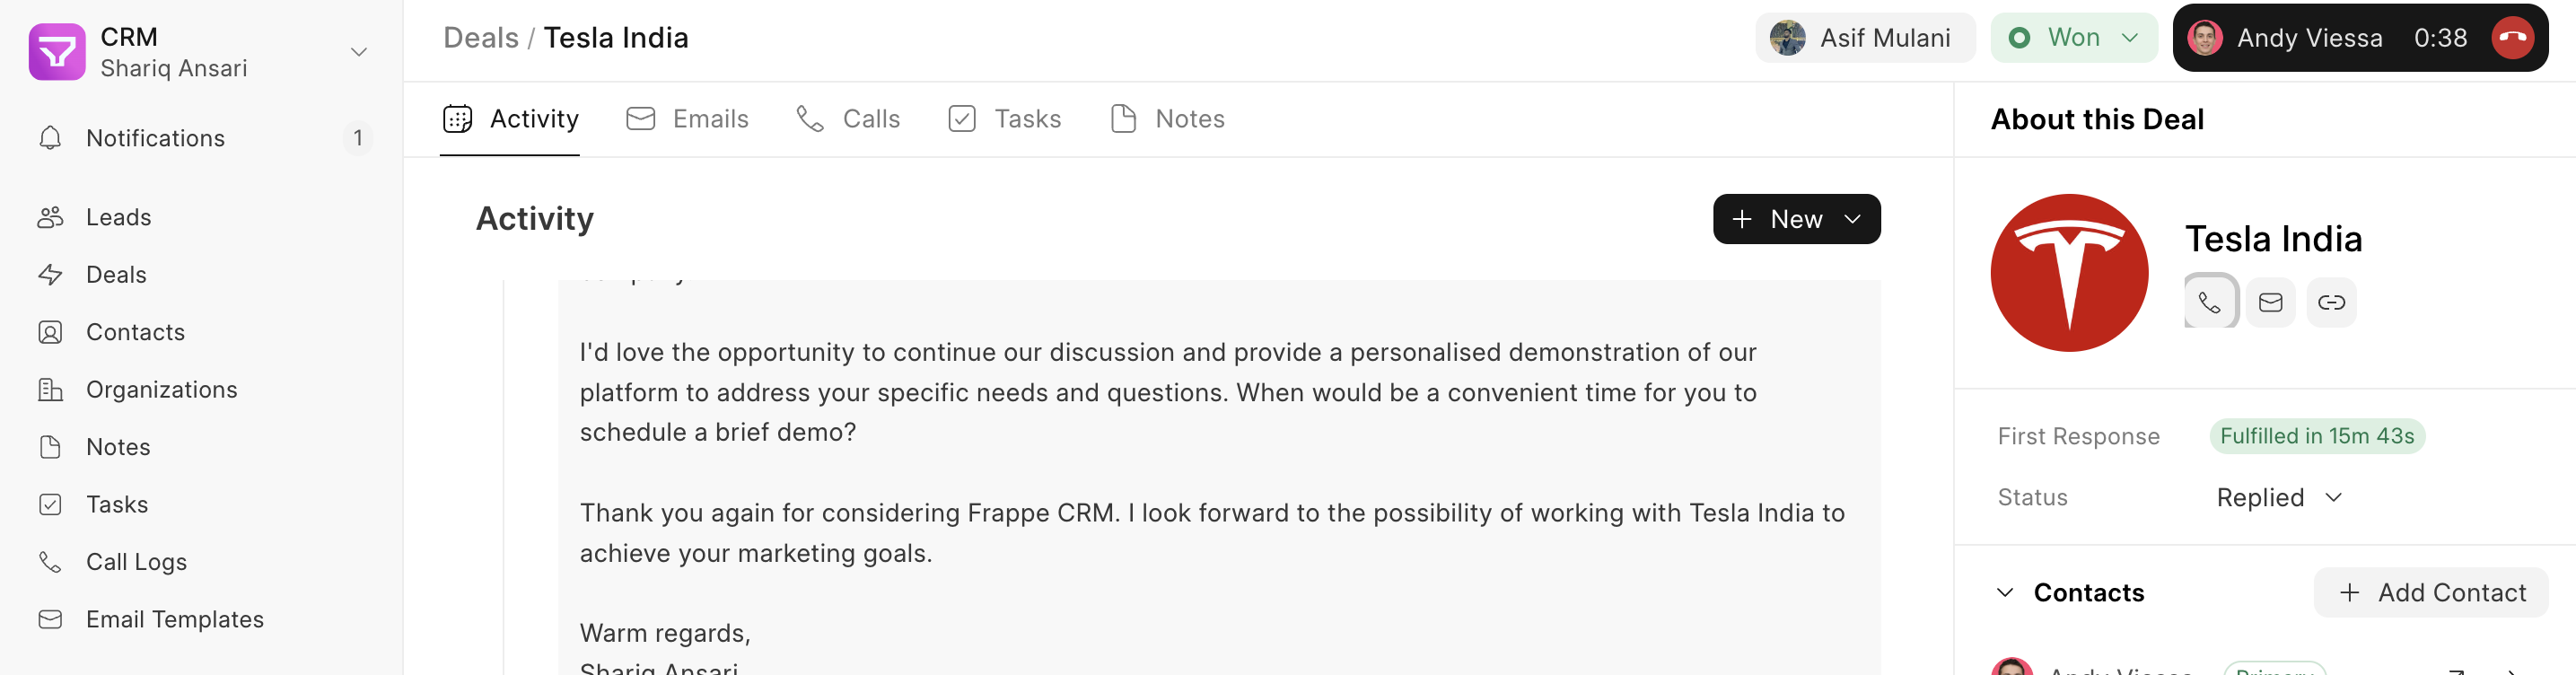 CRM
Shariq Ansari
Notifications 1
Leads
Deals
Contacts
Organizations
Notes
Tasks
Call Logs
Email Templates
Deals / Tesla India
Asif Mulani
Won
Andy Viessa 0:38
Activity Emails Calls Tasks Notes
Activity
New
I'd love the opportunity to continue our discussion and provide a personalised demonstration of our
platform to address your specific needs and questions. When would be a convenient time for you to
schedule a brief demo?
Thank you again for considering Frappe CRM. I look forward to the possibility of working with Tesla India to
achieve your marketing goals.
Warm regards,
Shariq Ansari
About this Deal
Tesla India
First Response Fulfilled in 15m 43s
Status Replied
Contacts
Add Contact
Andy Viessa Primary